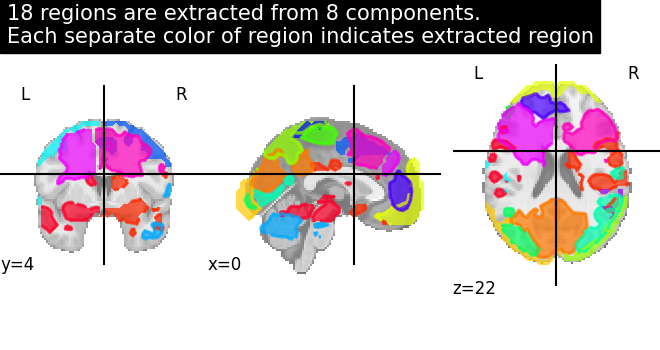 18 regions are extracted from 8 components.
Each separate color of region indicates extracted region
L R
L R
y=4
x=0
z=22